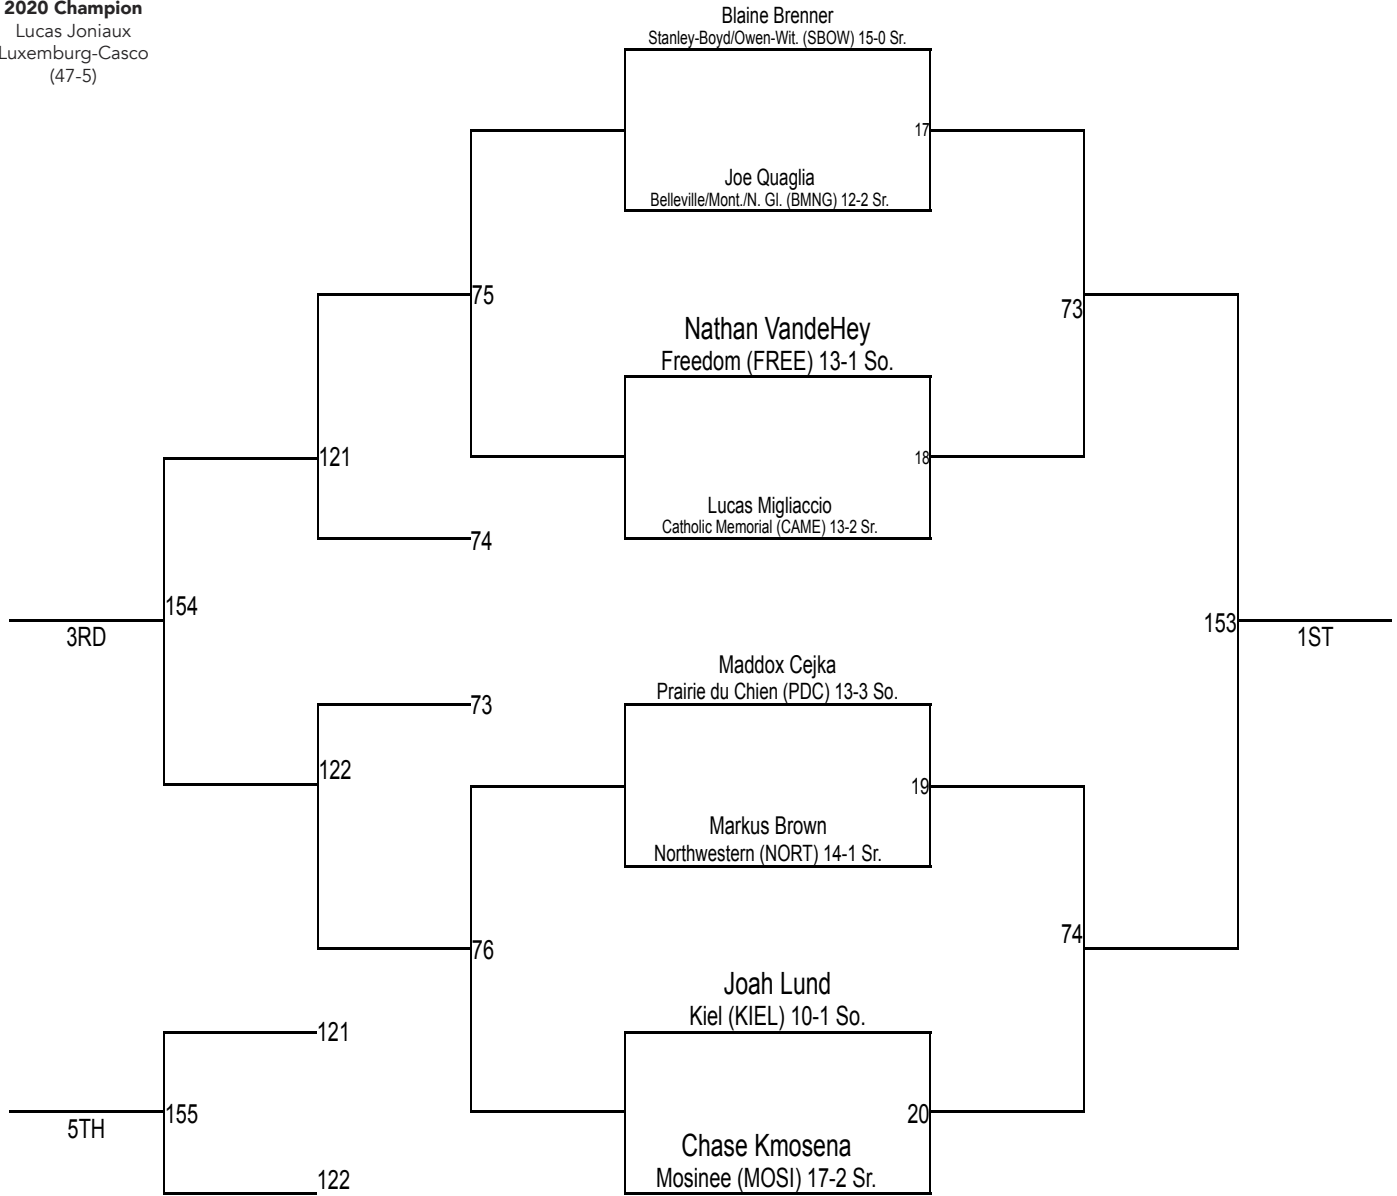 2020 Champion
Lucas Joniaux
Luxemburg-Casco
(47-5)
Blaine Brenner
Stanley-Boyd/Owen-Wit. (SBOW) 15-0 Sr.
17
Joe Quaglia
Belleville/Mont./N. Gl. (BMNG) 12-2 Sr.
75
73
Nathan VandeHey
Freedom (FREE) 13-1 So.
121
18
Lucas Migliaccio
Catholic Memorial (CAME) 13-2 Sr.
74
154
3RD
153
1ST
Maddox Cejka
Prairie du Chien (PDC) 13-3 So.
73
122
19
Markus Brown
Northwestern (NORT) 14-1 Sr.
76
74
Joah Lund
Kiel (KIEL) 10-1 So.
121
155
5TH
20
Chase Kmosena
Mosinee (MOSI) 17-2 Sr.
122